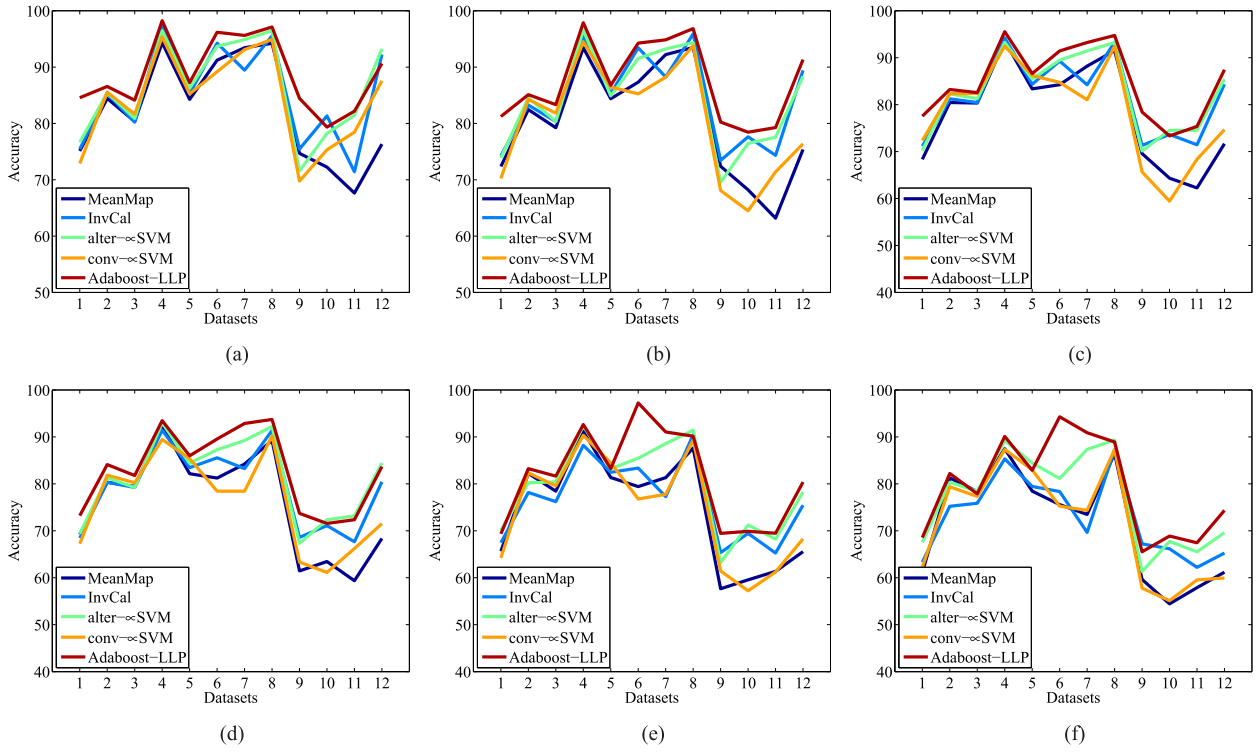 100
90
80
70
60
50
Accuracy
MeanMap
InvCal
alter−∝SVM
conv−∝SVM
Adaboost−LLP
1 2 3 4 5 6 7 8 9 10 11 12
Datasets
(a)
100
90
80
70
60
50
Accuracy
MeanMap
InvCal
alter−∝SVM
conv−∝SVM
Adaboost−LLP
1 2 3 4 5 6 7 8 9 10 11 12
Datasets
(b)
100
90
80
70
60
50
40
Accuracy
MeanMap
InvCal
alter−∝SVM
conv−∝SVM
Adaboost−LLP
1 2 3 4 5 6 7 8 9 10 11 12
Datasets
(c)
100
90
80
70
60
50
40
Accuracy
MeanMap
InvCal
alter−∝SVM
conv−∝SVM
Adaboost−LLP
1 2 3 4 5 6 7 8 9 10 11 12
Datasets
(d)
100
90
80
70
60
50
40
Accuracy
MeanMap
InvCal
alter−∝SVM
conv−∝SVM
Adaboost−LLP
1 2 3 4 5 6 7 8 9 10 11 12
Datasets
(e)
100
90
80
70
60
50
40
Accuracy
MeanMap
InvCal
alter−∝SVM
conv−∝SVM
Adaboost−LLP
1 2 3 4 5 6 7 8 9 10 11 12
Datasets
(f)